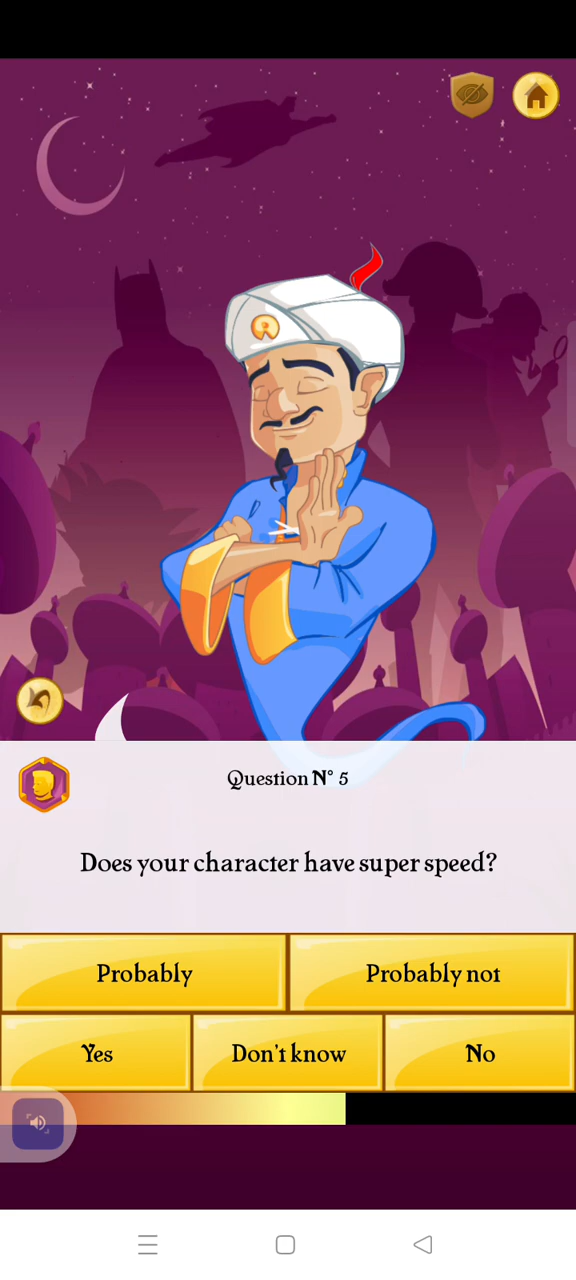 Question N° 5
Does your character have super speed?
Probably
Probably not
Yes
Don't know
No